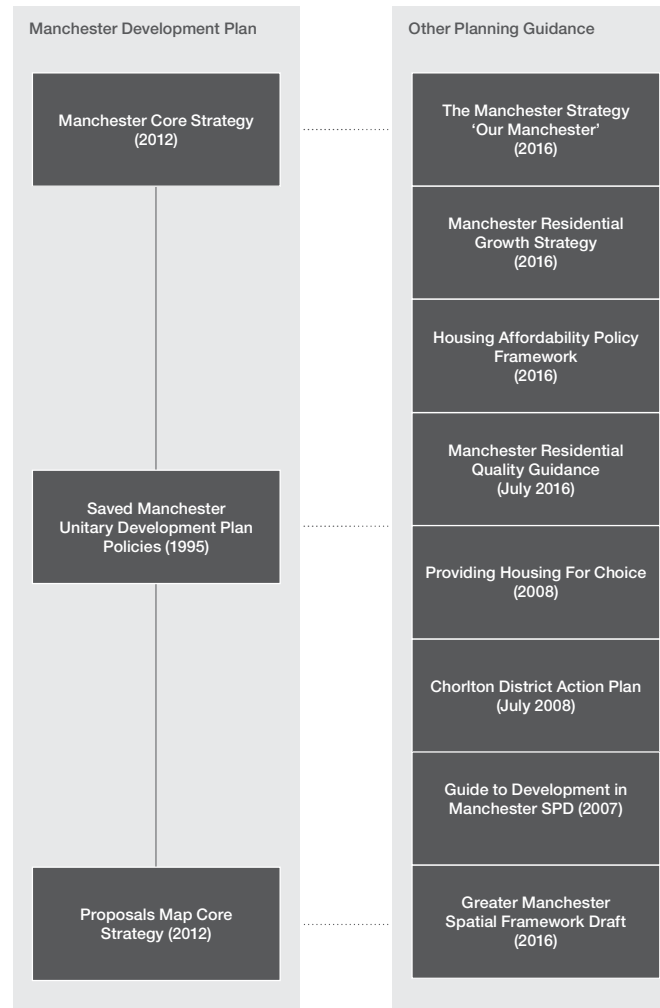 Manchester Development Plan
Manchester Core Strategy
(2012)
Saved Manchester
Unitary Development Plan
Policies (1995)
Proposals Map Core
Strategy (2012)
Other Planning Guidance
The Manchester Strategy
‘Our Manchester’
(2016)
Manchester Residential
Growth Strategy
(2016)
Housing Affordability Policy
Framework
(2016)
Manchester Residential
Quality Guidance
(July 2016)
Providing Housing For Choice
(2008)
Chorlton District Action Plan
(July 2008)
Guide to Development in
Manchester SPD (2007)
Greater Manchester
Spatial Framework Draft
(2016)